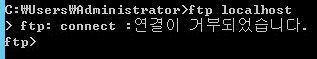 C:₩Users₩Administrator>ftp localhost
> ftp: connect :연결이 거부되었습니다.
ftp>